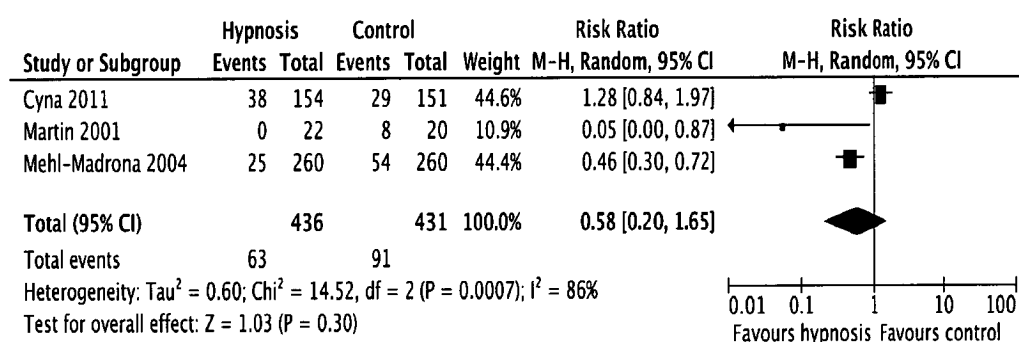 Hypnosis Control Risk Ratio Risk Ratio
Study or Subgroup Events Total Events Total Weight M-H, Random, 95% CI M-H, Random, 95% CI
Cyna 2011 38 154 29 151 44.6% 1.28 [0.84, 1.97]
Martin 2001 0 22 8 20 10.9% 0.05 [0.00, 0.87]
Mehl-Madrona 2004 25 260 54 260 44.4% 0.46 [0.30, 0.72]
Total (95% CI) 436 431 100.0% 0.58 [0.20, 1.65]
Total events 63 91
Heterogeneity: Tau² = 0.60; Chi² = 14.52, df = 2 (P = 0.0007); I² = 86%
Test for overall effect: Z = 1.03 (P = 0.30)
0.01 0.1 1 10 100
Favours hypnosis Favours control